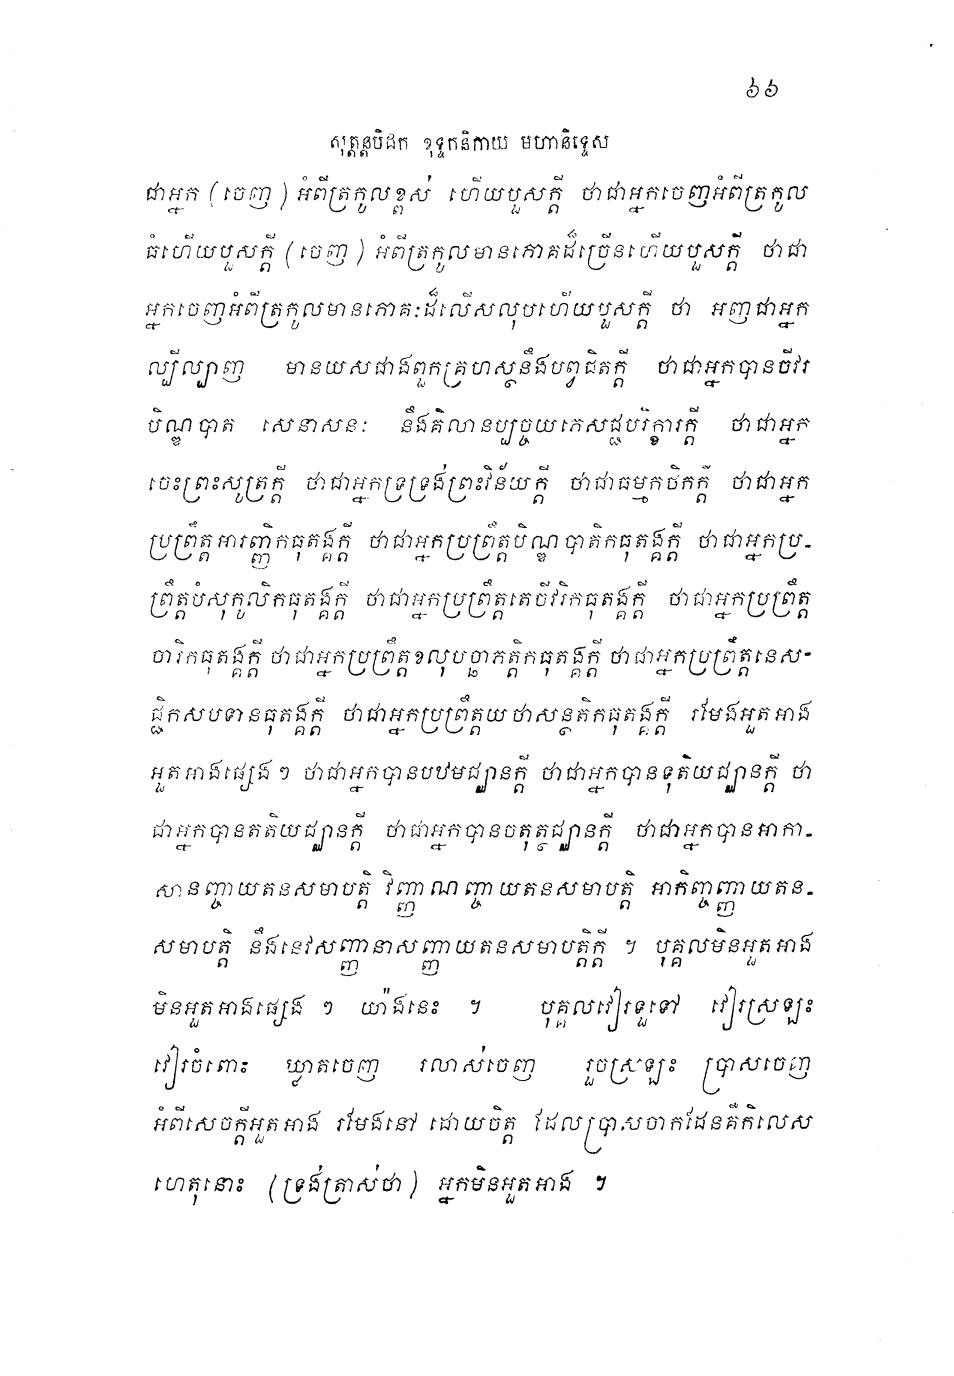 ៦៦
សុត្តន្តបិដក ខុទ្ទកនិកាយ មហានិទ្ទេស
ជាអ្នក (ចេញ) អំពីត្រកូលខ្ពស់ ហើយបួសក្តី ថាជាអ្នកចេញអំពីត្រកូល
ធំហើយបួសក្តី (ចេញ) អំពីត្រកូលមានភោគដ៏ច្រើនហើយបួសក្តី ថាជា
អ្នកចេញអំពីត្រកូលមានភោគៈដ៏លើសលុបហើយបួសក្តី ថា អញជាអ្នក
ល្បីល្បាញ មានយសជាងពួកគ្រហស្ថនឹងបព្វជិតក្តី ថាជាអ្នកបានចីវរ
បិណ្ឌបាត សេនាសនៈ នឹងគិលានប្បច្ចយភេសជ្ជបរិក្ខារក្តី ថាជាអ្នក
ចេះព្រះសូត្រក្តី ថាជាអ្នកទ្រទ្រង់ព្រះវិន័យក្តី ថាជាធម្មកថិកក្តី ថាជាអ្នក
ប្រព្រឹត្តអារញ្ញិកធុតង្គក្តី ថាជាអ្នកប្រព្រឹត្តបិណ្ឌបាតិកធុតង្គក្តី ថាជាអ្នកប្រ-
ព្រឹត្តបំសុកូលិកធុតង្គក្តី ថាជាអ្នកប្រព្រឹត្តតេចីវរិកធុតង្គក្តី ថាជាអ្នកប្រព្រឹត្ត
ចារិកធុតង្គក្តី ថាជាអ្នកប្រព្រឹត្តខលុបច្ឆាភត្តិកធុតង្គក្តី ថាជាអ្នកប្រព្រឹត្តនេស-
ជ្ជិកសបទានធុតង្គក្តី ថាជាអ្នកប្រព្រឹត្តយថាសន្ថតិកធុតង្គក្តី រមែងអួតអាង
អួតអាងផ្សេង ៗ ថាជាអ្នកបានបឋមជ្ឈានក្តី ថាជាអ្នកបានទុតិយជ្ឈានក្តី ថា
ជាអ្នកបានតតិយជ្ឈានក្តី ថាជាអ្នកបានចតុត្ថជ្ឈានក្តី ថាជាអ្នកបានអាកា-
សានញ្ចាយតនសមាបត្តិ វិញ្ញាណញ្ចាយតនសមាបត្តិ អាកិញ្ចញ្ញាយតន-
សមាបត្តិ នឹងនេវសញ្ញានាសញ្ញាយតនសមាបត្តិក្តី ។ បុគ្គលមិនអួតអាង
មិនអួតអាងផ្សេង ៗ យ៉ាងនេះ ។ បុគ្គលវៀរទួទៅ វៀរស្រឡះ
វៀរចំពោះ ឃ្លាតចេញ រលាស់ចេញ រួចស្រឡះ ប្រាសចេញ
អំពីសេចក្តីអួតអាង រមែងនៅ ដោយចិត្ត ដែលប្រាសចាកដែនគឺកិលេស
ហេតុនោះ (ទ្រង់ត្រាស់ថា) អ្នកមិនអួតអាង ។